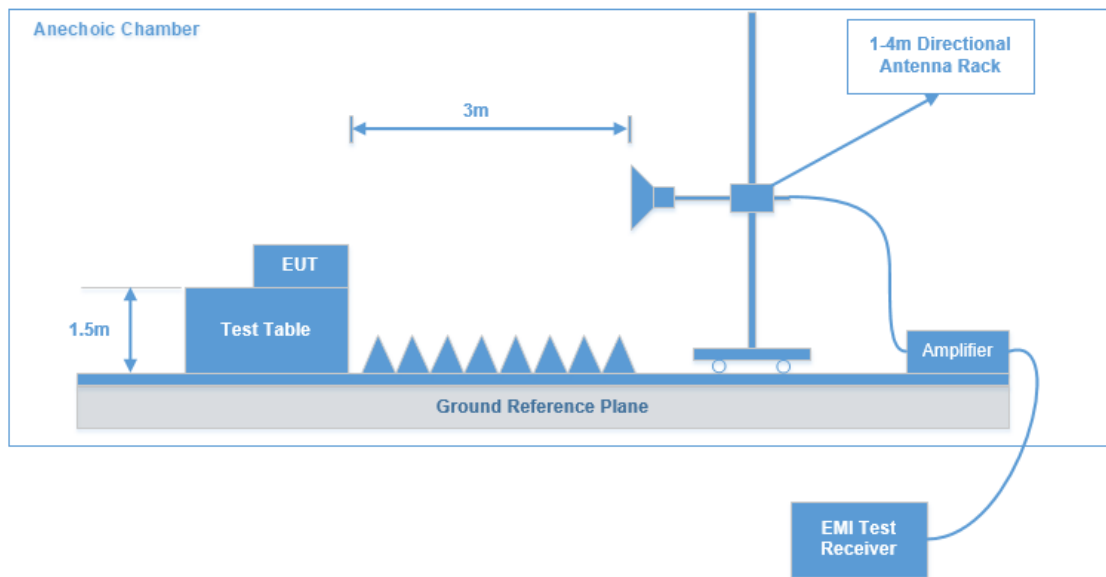 Anechoic Chamber
1-4m Directional
Antenna Rack
3m
EUT
1.5m
Test Table
Amplifier
Ground Reference Plane
EMI Test
Receiver